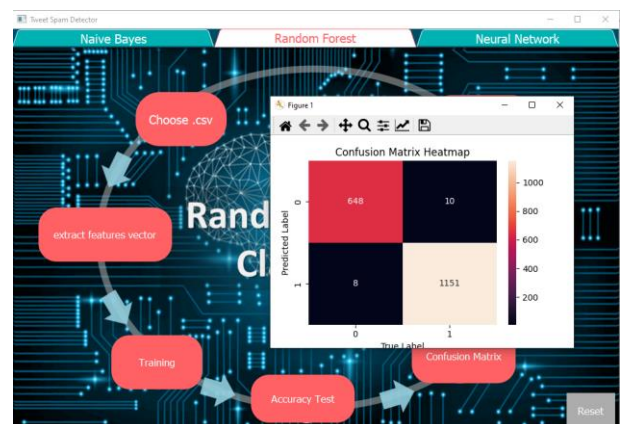 Tweet Spam Detector
Naive Bayes
Random Forest
Neural Network
Choose .csv
Figure 1
Confusion Matrix Heatmap
extract features vector
Rand
Cl
Predicted Label
0
1
648
10
8
1151
0
1
True Label
1000
800
600
400
200
Training
Confusion Matrix
Accuracy Test
Reset